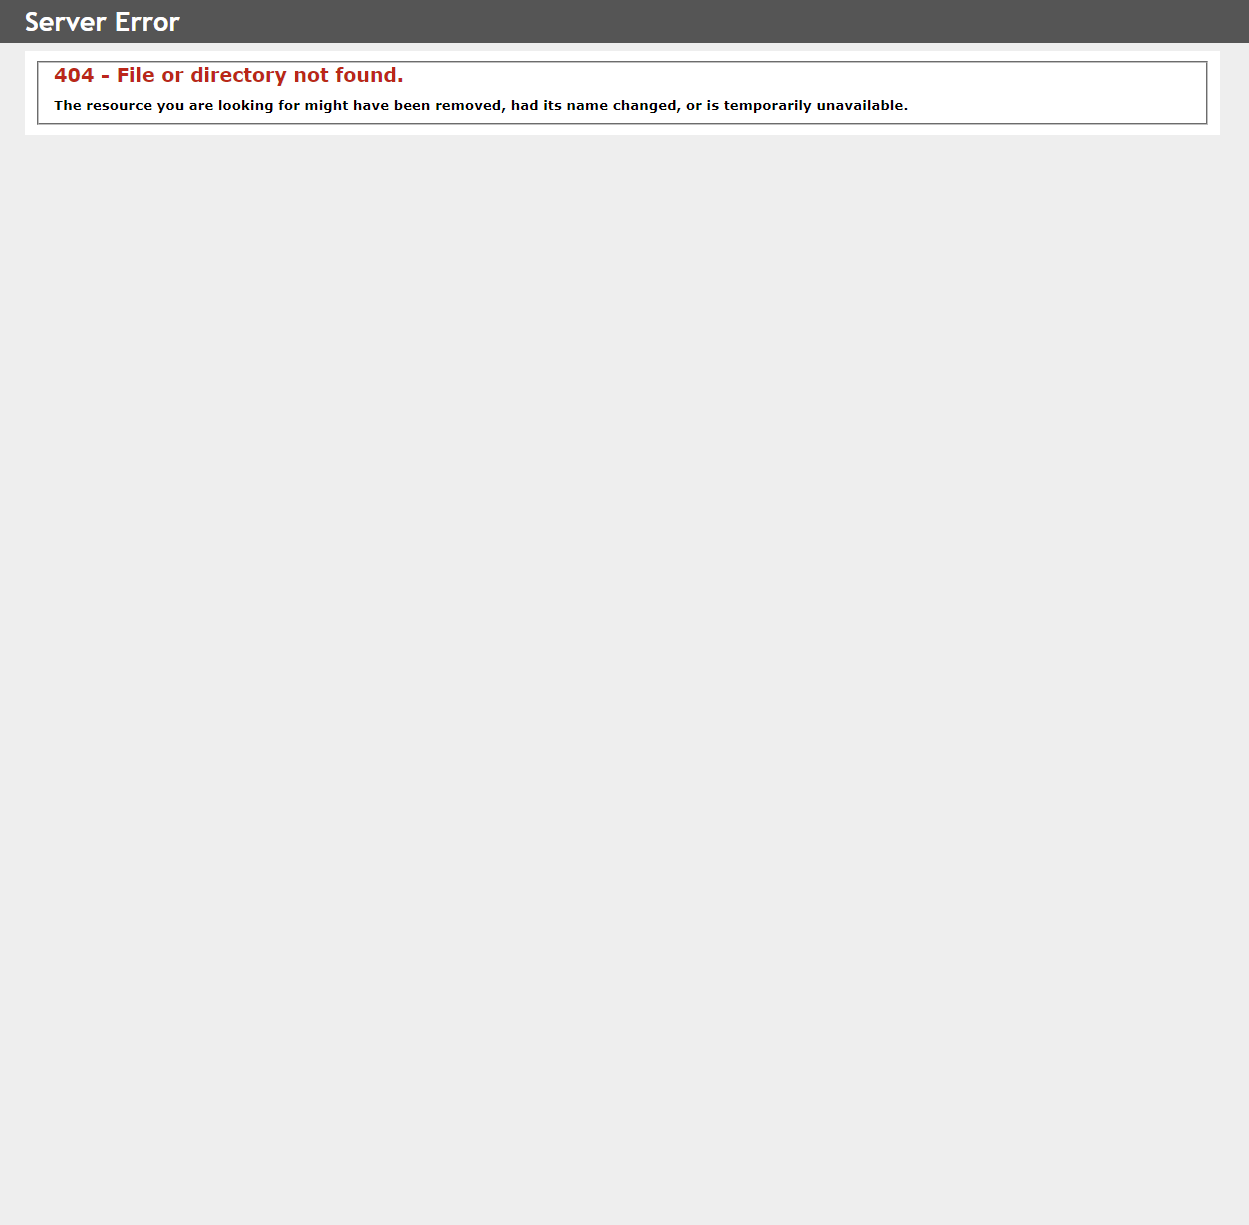 Server Error
404 - File or directory not found.
The resource you are looking for might have been removed, had its name changed, or is temporarily unavailable.